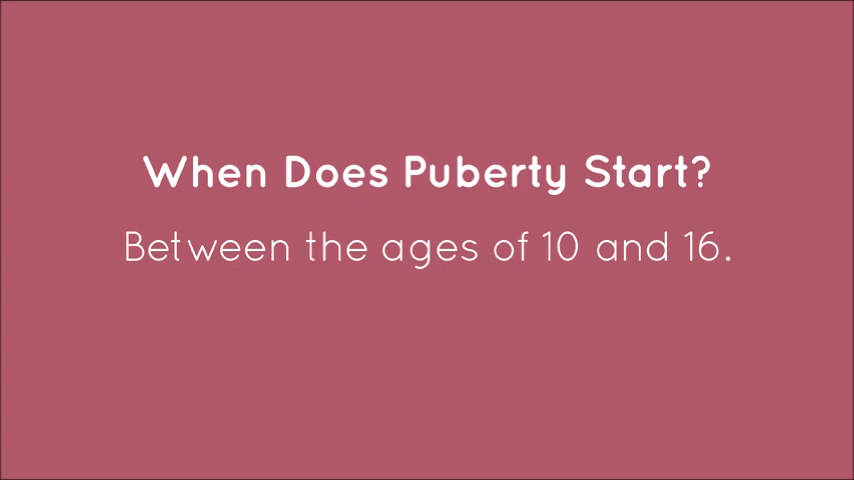 When Does Puberty Start?
Between the ages of 10 and 16.